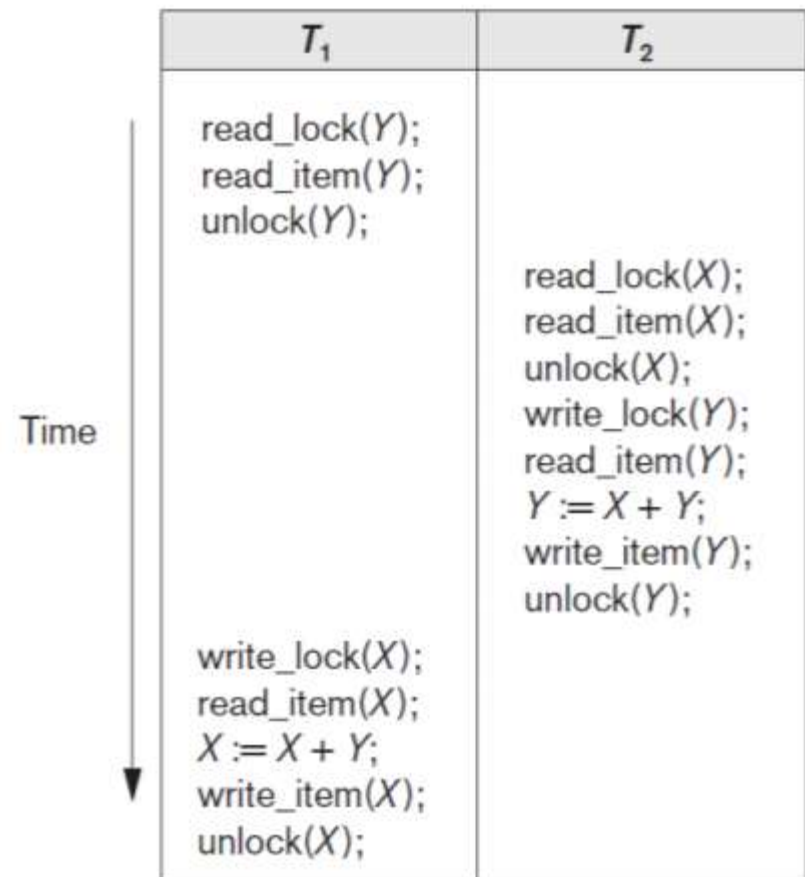 T₁ T₂
read_lock(Y);
read_item(Y);
unlock(Y);
read_lock(X);
read_item(X);
unlock(X);
Time
write_lock(Y);
read_item(Y);
Y := X + Y;
write_item(Y);
unlock(Y);
write_lock(X);
read_item(X);
X := X + Y;
write_item(X);
unlock(X);